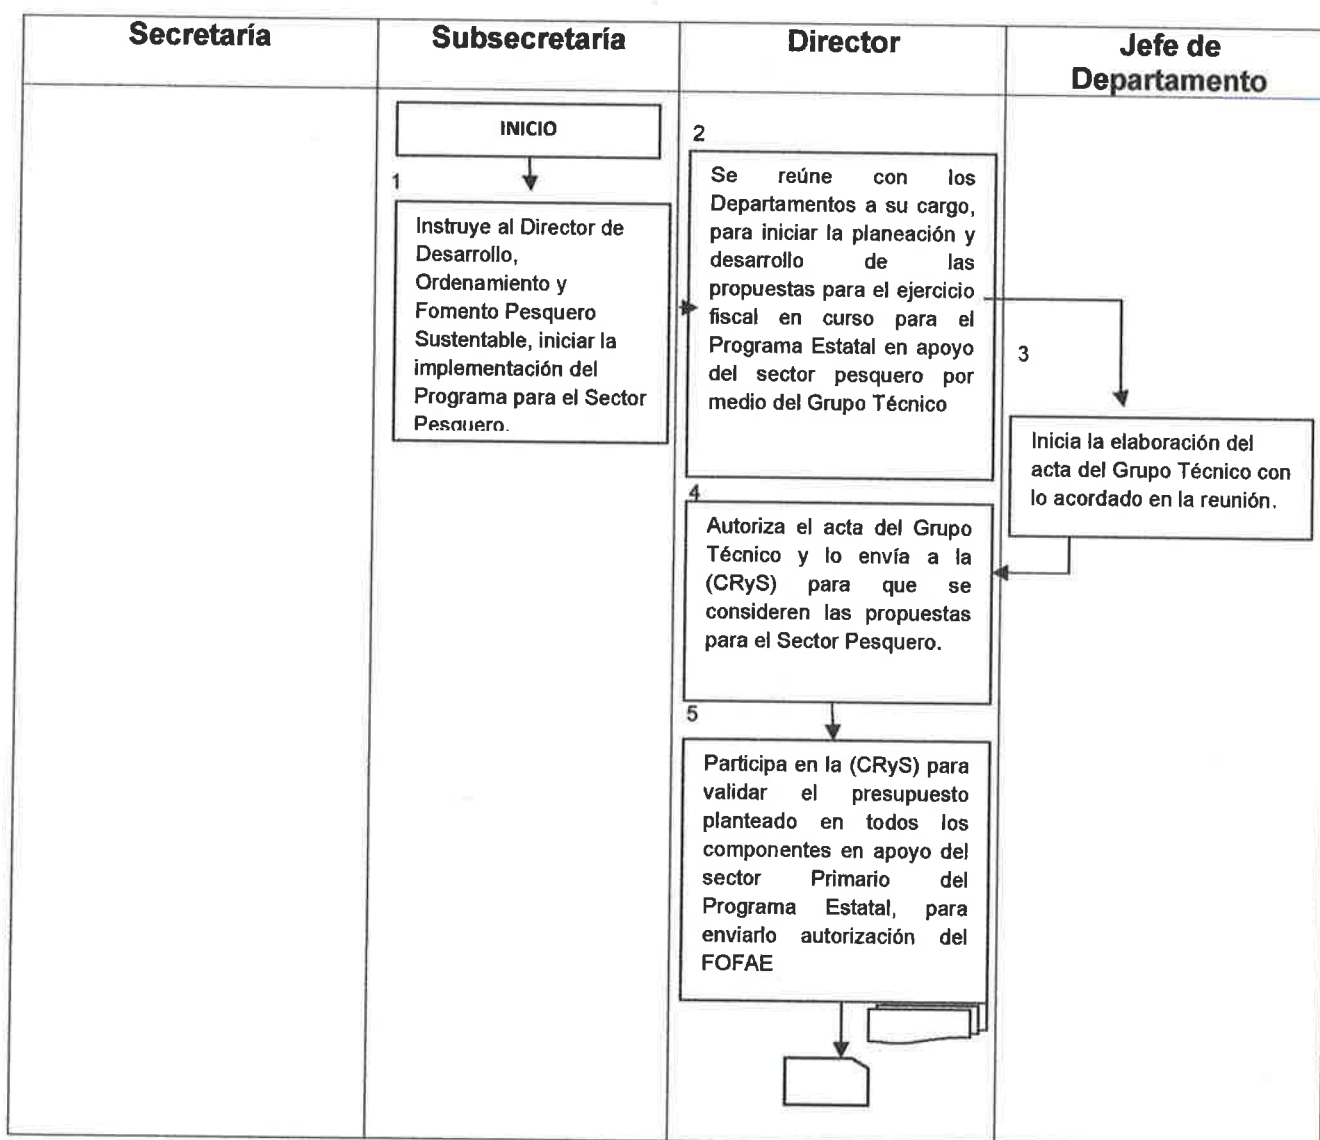 Secretaría
Subsecretaría
Director
Jefe de
Departamento
INICIO
1
Instruye al Director de
Desarrollo,
Ordenamiento y
Fomento Pesquero
Sustentable, iniciar la
implementación del
Programa para el Sector
Pesquero.
2
Se reúne con los
Departamentos a su cargo,
para iniciar la planeación y
desarrollo de las
propuestas para el ejercicio
fiscal en curso para el
Programa Estatal en apoyo
del sector pesquero por
medio del Grupo Técnico
3
Inicia la elaboración del
acta del Grupo Técnico con
lo acordado en la reunión.
4
Autoriza el acta del Grupo
Técnico y lo envía a la
(CRyS) para que se
consideren las propuestas
para el Sector Pesquero.
5
Participa en la (CRyS) para
validar el presupuesto
planteado en todos los
componentes en apoyo del
sector Primario del
Programa Estatal, para
enviarlo autorización del
FOFAE